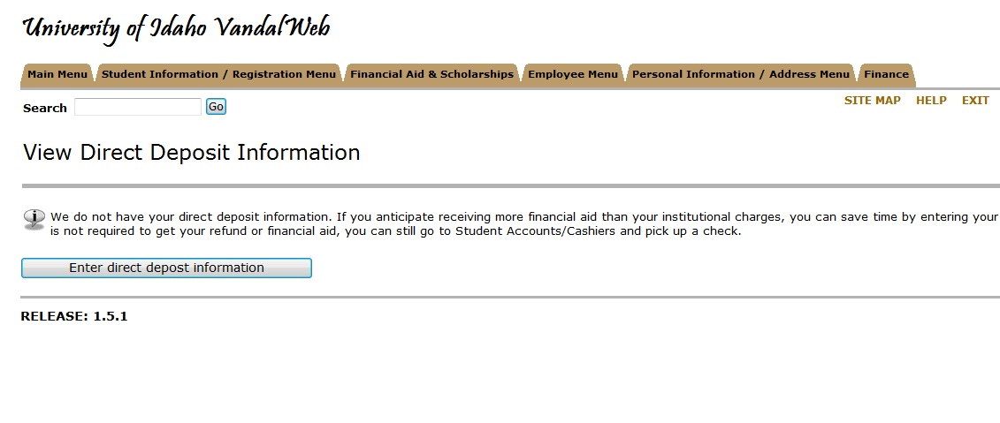 University of Idaho VandalWeb
Main Menu Student Information / Registration Menu Financial Aid & Scholarships Employee Menu Personal Information / Address Menu Finance
Search Go SITE MAP HELP EXIT
View Direct Deposit Information
We do not have your direct deposit information. If you anticipate receiving more financial aid than your institutional charges, you can save time by entering your
is not required to get your refund or financial aid, you can still go to Student Accounts/Cashiers and pick up a check.
Enter direct depost information
RELEASE: 1.5.1